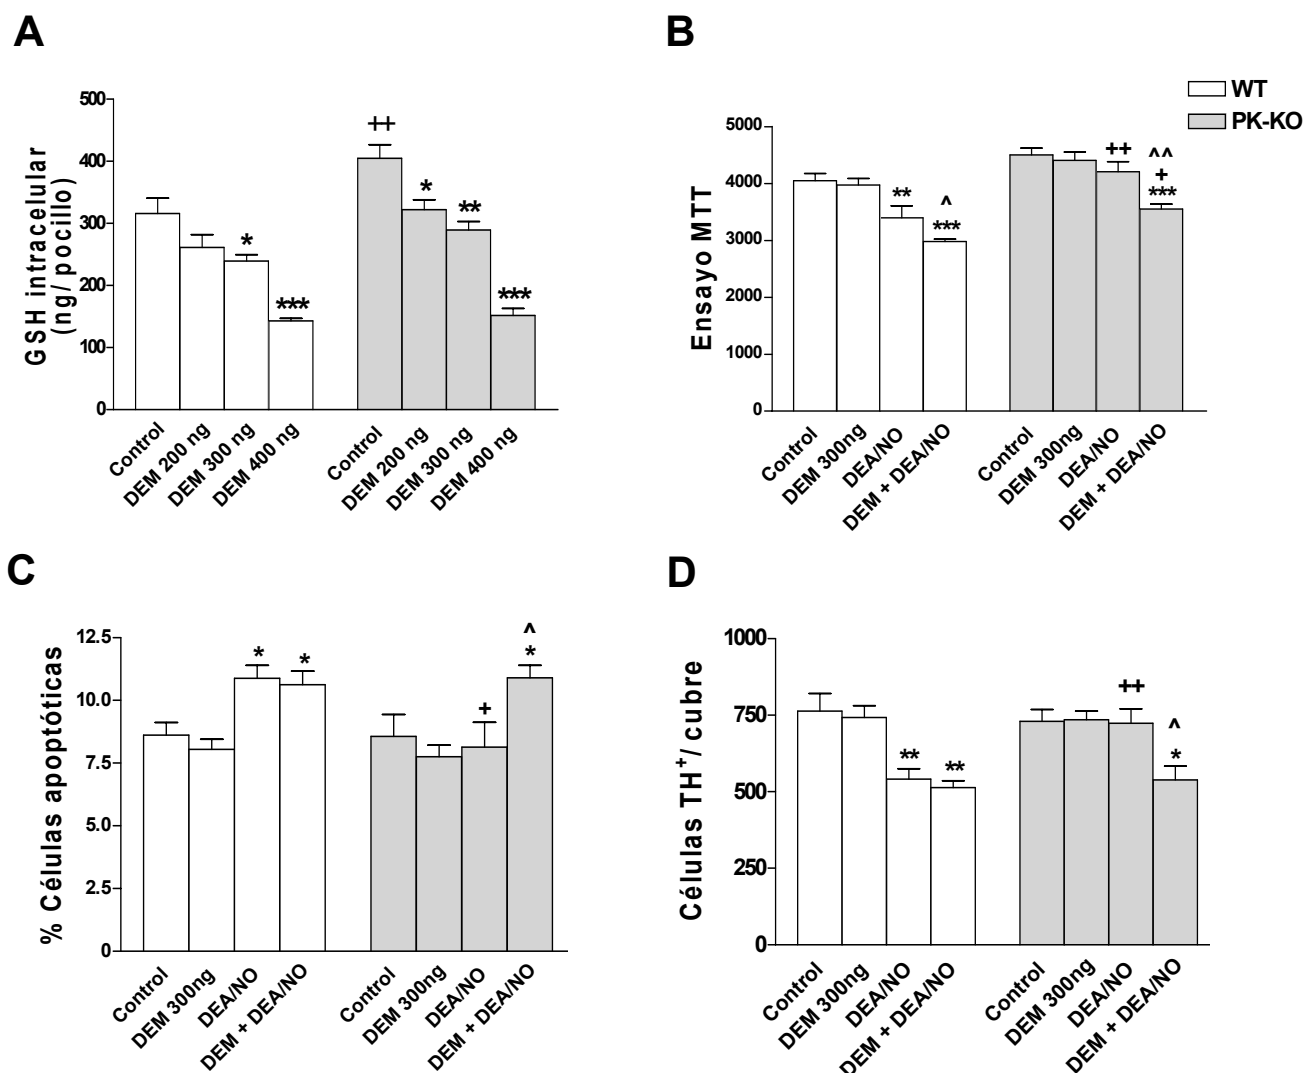 A
GSH intracelular
(ng/pocillo)
500
400
300
200
100
0
++
*
***
*
**
***
Control
DEM 200 ng
DEM 300 ng
DEM 400 ng
Control
DEM 200 ng
DEM 300 ng
DEM 400 ng
B
WT
PK-KO
Ensayo MTT
5000
4000
3000
2000
1000
0
**
^
***
++
^^
+
***
Control
DEM 300ng
DEA/NO
DEM + DEA/NO
Control
DEM 300ng
DEA/NO
DEM + DEA/NO
C
% Células apoptóticas
12.5
10.0
7.5
5.0
2.5
0
*
*
+
^
*
Control
DEM 300ng
DEA/NO
DEM + DEA/NO
Control
DEM 300ng
DEA/NO
DEM + DEA/NO
D
Células TH+/cubre
1000
750
500
250
0
**
**
++
^
*
Control
DEM 300ng
DEA/NO
DEM + DEA/NO
Control
DEM 300ng
DEA/NO
DEM + DEA/NO